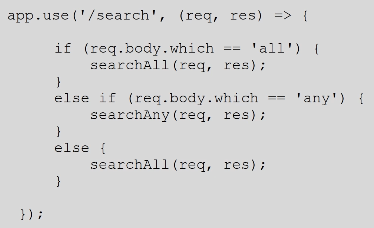 app.use('/search', (req, res) => {
if (req.body.which == 'all') {
searchAll(req, res);
}
else if (req.body.which == 'any') {
searchAny(req, res);
}
else {
searchAll(req, res);
}
});